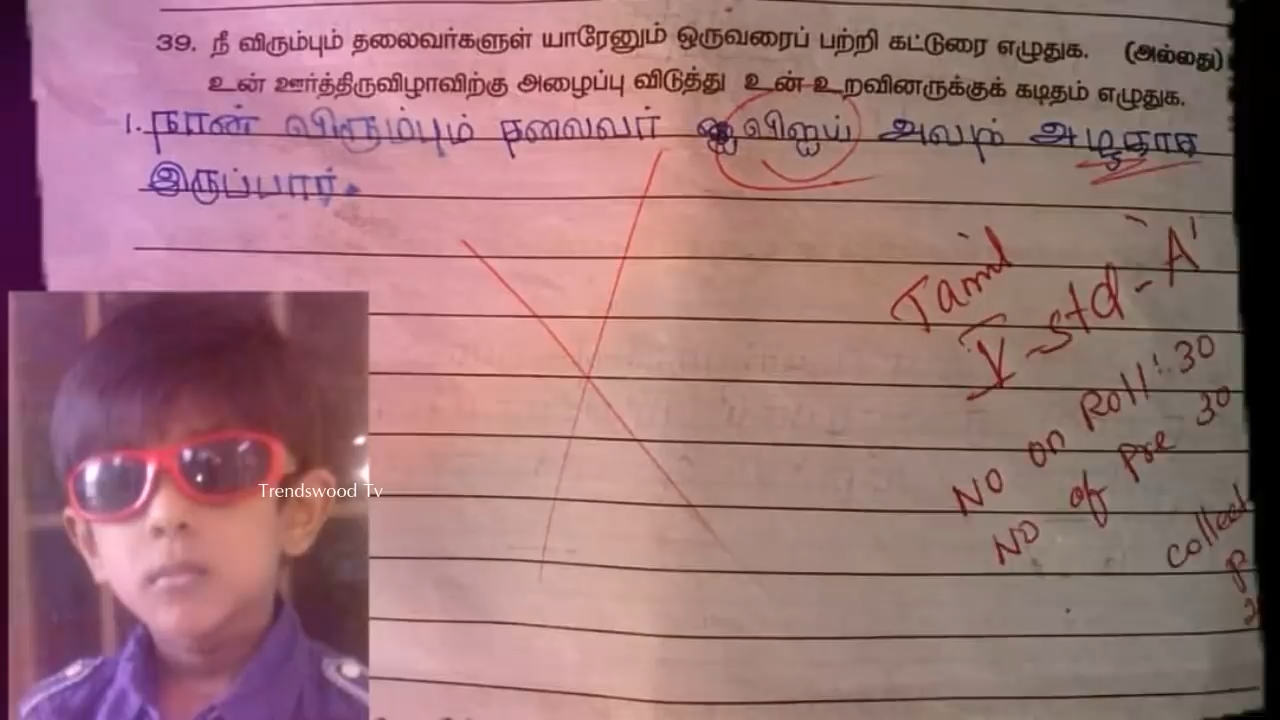 39. நீ விரும்பும் தலைவர்களுள் யாரேனும் ஒருவரைப் பற்றி கட்டுரை எழுதுக. (அல்லது)
உன் ஊர்த்திருவிழாவிற்கு அழைப்பு விடுத்து உன் உறவினருக்குக் கடிதம் எழுதுக.
1. நான் விரும்பும் தலைவர் விஜய் அவர் அழகாக
இருப்பார்.
Tamil
V-std-'A'
NO on Roll: 30
NO of Pre 30
Trendswood Tv